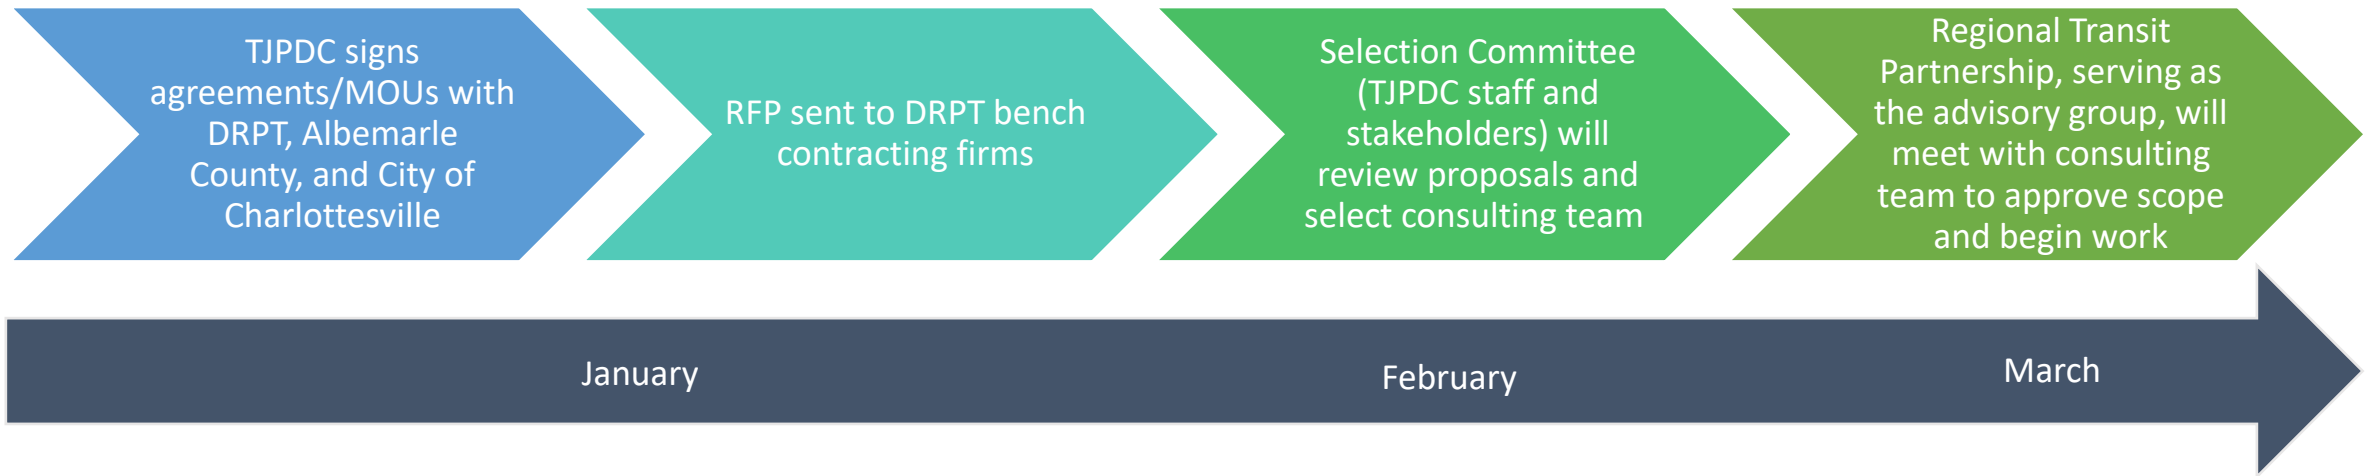 TJPDC signs
agreements/MOUs with
DRPT, Albemarle
County, and City of
Charlottesville
RFP sent to DRPT bench
contracting firms
Selection Committee
(TJPDC staff and
stakeholders) will
review proposals and
select consulting team
Regional Transit
Partnership, serving as
the advisory group, will
meet with consulting
team to approve scope
and begin work
January
February
March